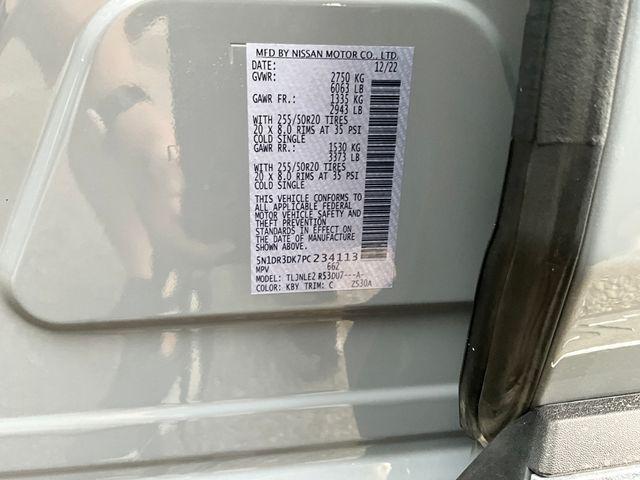 MFD BY NISSAN MOTOR CO., LTD.
DATE: 12/22
GVWR: 2750 KG
6063 LB
GAWR FR.: 1335 KG
2943 LB
WITH 255/50R20 TIRES
20 x 8.0 RIMS AT 35 PSI
COLD SINGLE
GAWR RR.: 1530 KG
3373 LB
WITH 255/50R20 TIRES
20 x 8.0 RIMS AT 35 PSI
COLD SINGLE
THIS VEHICLE CONFORMS TO
ALL APPLICABLE FEDERAL
MOTOR VEHICLE SAFETY AND
THEFT PREVENTION
STANDARDS IN EFFECT ON
THE DATE OF MANUFACTURE
SHOWN ABOVE.
5N1DR3DK7PC234113
MPV 66Z
MODEL: TLJNLE2 R53DU7---A-
COLOR: KBY TRIM: C ZS30A